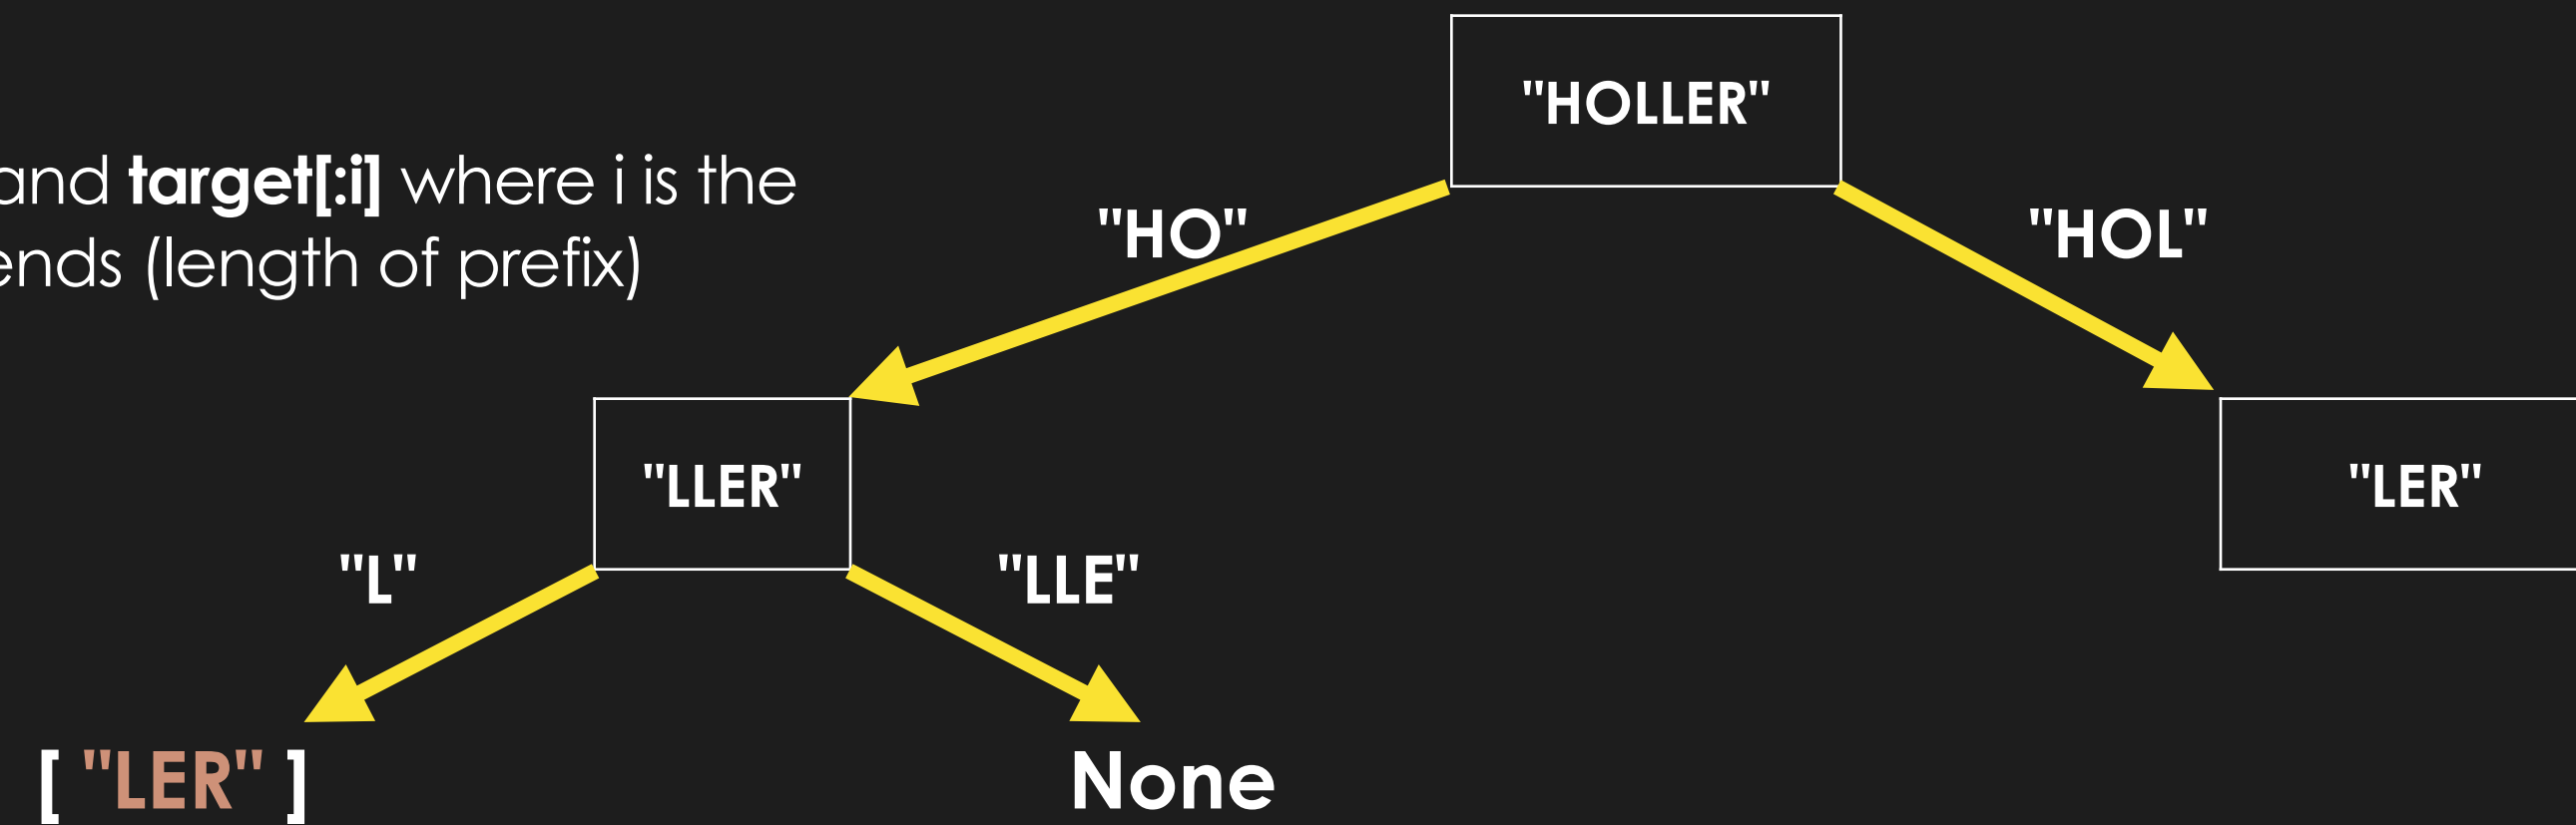 "HOLLER"
and target[:i] where i is the
ends (length of prefix)
"HO"
"HOL"
"LLER"
"LER"
"L"
"LLE"
[ "LER" ]
None